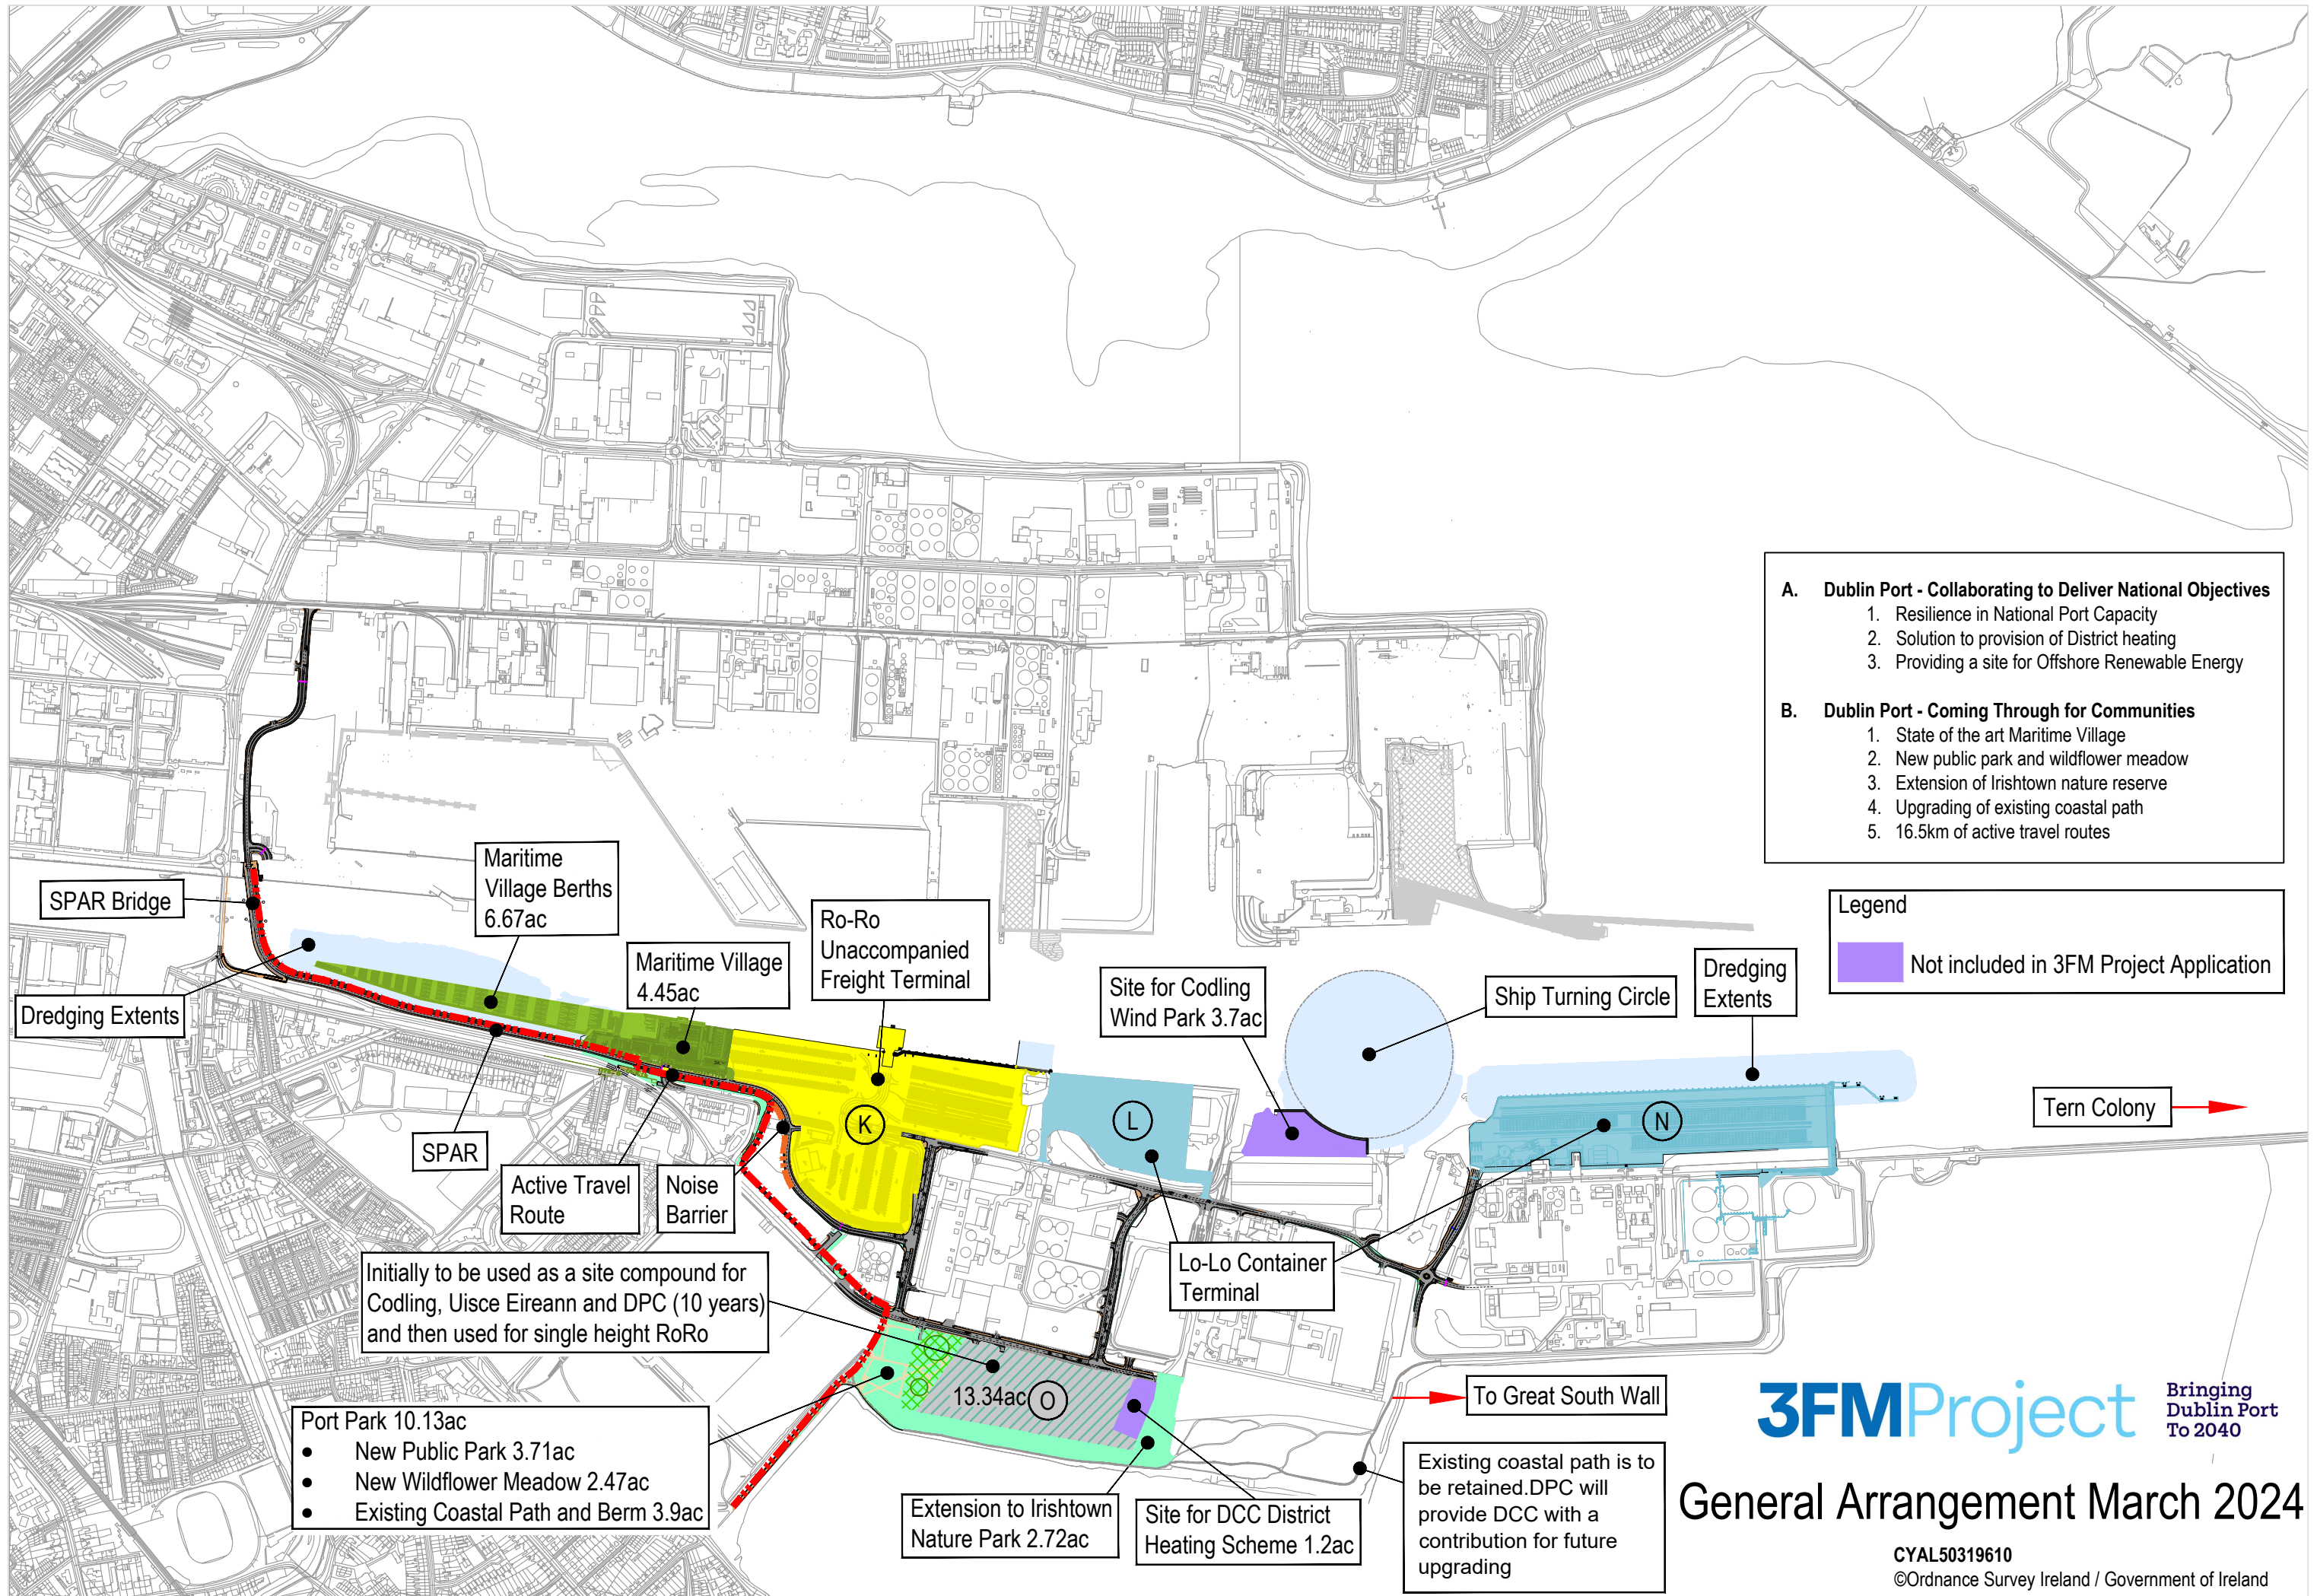 A. Dublin Port - Collaborating to Deliver National Objectives
1. Resilience in National Port Capacity
2. Solution to provision of District heating
3. Providing a site for Offshore Renewable Energy
B. Dublin Port - Coming Through for Communities
1. State of the art Maritime Village
2. New public park and wildflower meadow
3. Extension of Irishtown nature reserve
4. Upgrading of existing coastal path
5. 16.5km of active travel routes
Legend
Not included in 3FM Project Application
SPAR Bridge
Maritime
Village Berths
6.67ac
Maritime Village
4.45ac
Ro-Ro
Unaccompanied
Freight Terminal
Site for Codling
Wind Park 3.7ac
Ship Turning Circle
Dredging
Extents
Dredging Extents
Tern Colony
K
L
N
SPAR
Active Travel
Route
Noise
Barrier
Initially to be used as a site compound for
Codling, Uisce Eireann and DPC (10 years)
and then used for single height RoRo
Lo-Lo Container
Terminal
13.34ac O
To Great South Wall
Port Park 10.13ac
• New Public Park 3.71ac
• New Wildflower Meadow 2.47ac
• Existing Coastal Path and Berm 3.9ac
Extension to Irishtown
Nature Park 2.72ac
Site for DCC District
Heating Scheme 1.2ac
Existing coastal path is to
be retained.DPC will
provide DCC with a
contribution for future
upgrading
3FMProject
Bringing
Dublin Port
To 2040
General Arrangement March 2024
CYAL50319610
©Ordnance Survey Ireland / Government of Ireland